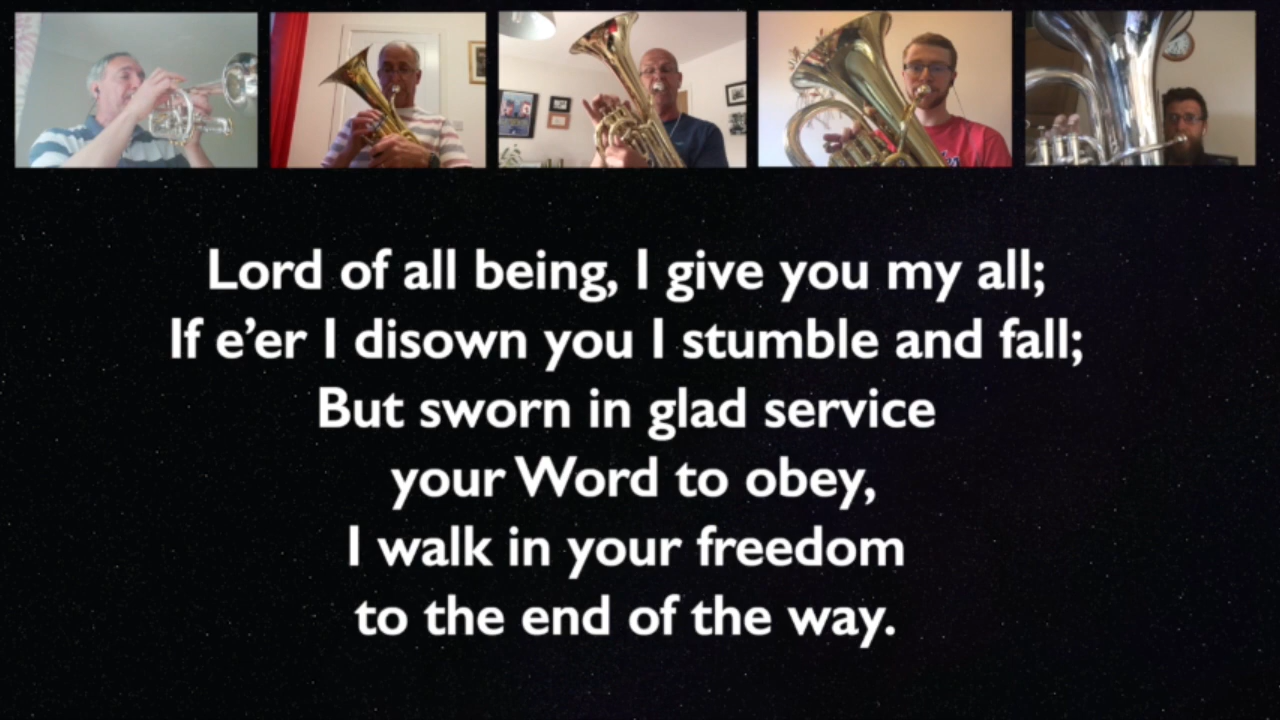 Lord of all being, I give you my all;
If e’er I disown you I stumble and fall;
But sworn in glad service
your Word to obey,
I walk in your freedom
to the end of the way.